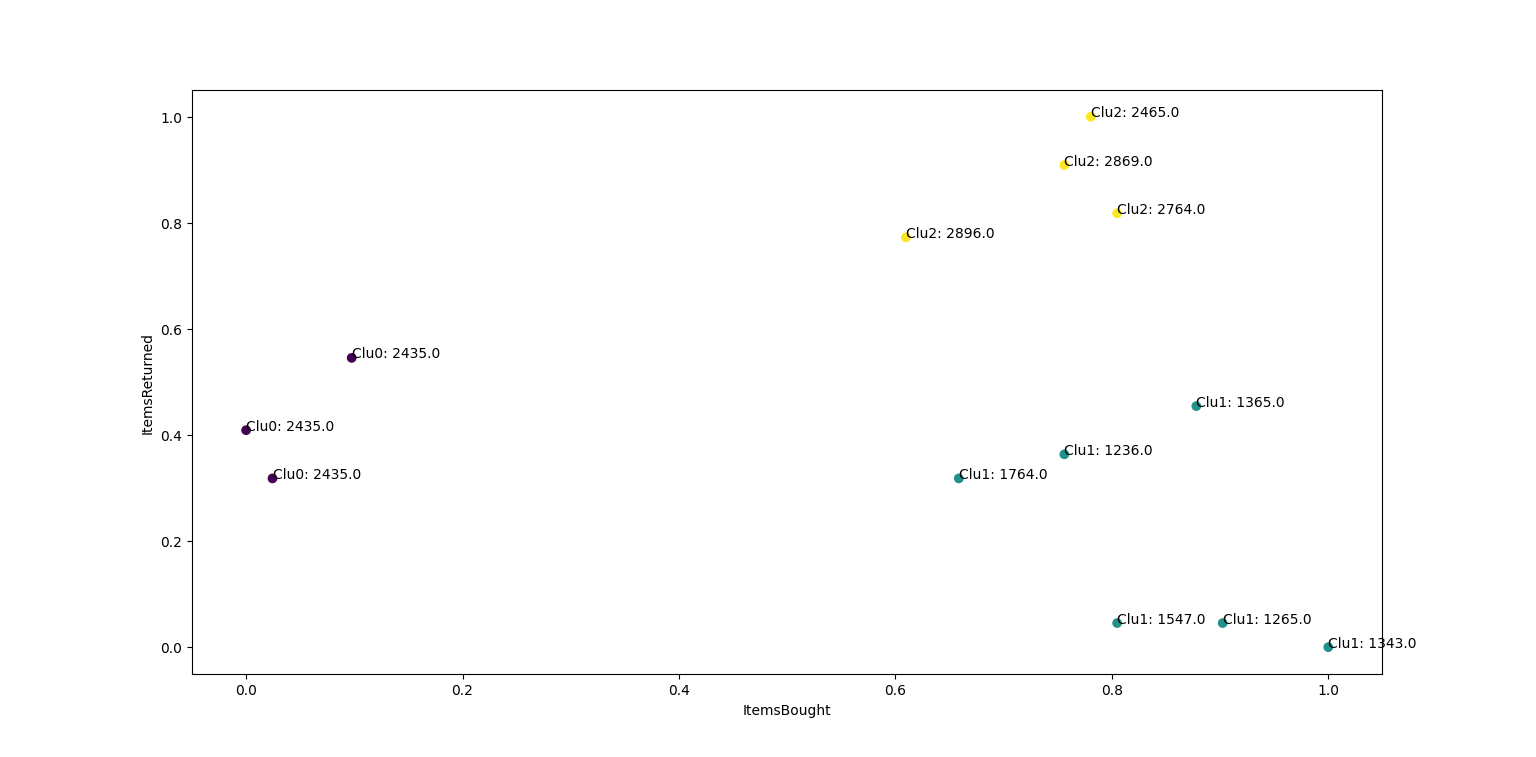 1.0
0.8
0.6
0.4
0.2
0.0
ItemsReturned
Clu2: 2465.0
Clu2: 2869.0
Clu2: 2764.0
Clu2: 2896.0
Clu0: 2435.0
Clu1: 1365.0
Clu0: 2435.0
Clu1: 1236.0
Clu0: 2435.0
Clu1: 1764.0
Clu1: 1547.0
Clu1: 1265.0
Clu1: 1343.0
0.0
0.2
0.4
0.6
0.8
1.0
ItemsBought